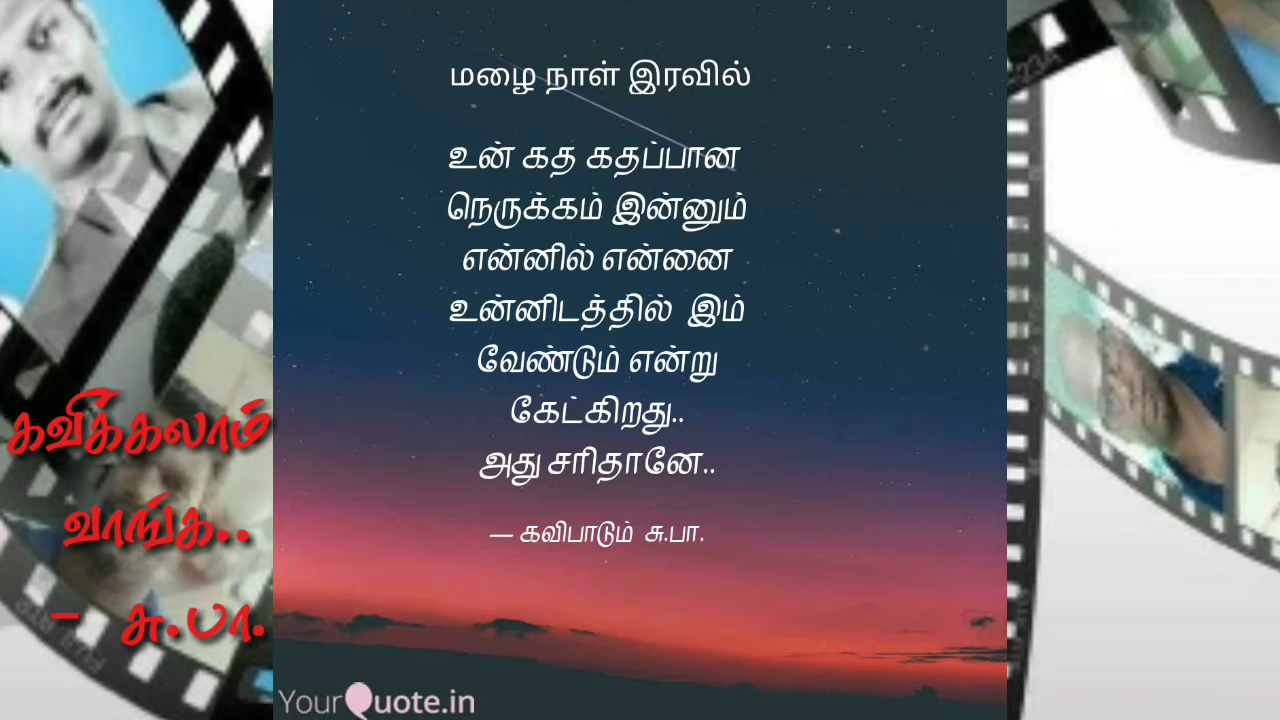 மழை நாள் இரவில்
உன் கத கதப்பான
நெருக்கம் இன்னும்
என்னில் என்னை
உன்னிடத்தில் இம்
வேண்டும் என்று
கேட்கிறது..
அது சரிதானே..
— கவிபாடும் சு.பா.
கவிக்கலாம்
வாங்க..
- சு.பா.
YourQuote.in